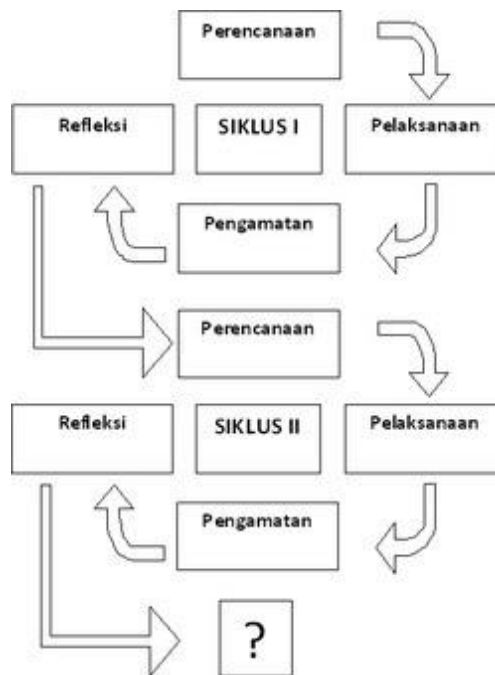 Perencanaan
Refleksi
SIKLUS I
Pelaksanaan
Pengamatan
Perencanaan
Refleksi
SIKLUS II
Pelaksanaan
Pengamatan
?